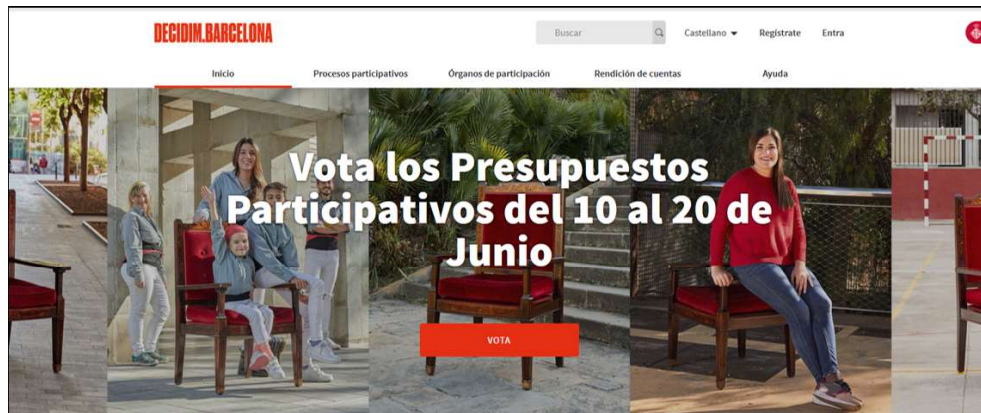 DECIDIM.BARCELONA
Buscar
Castellano
Regístrate
Entra
Inicio
Procesos participativos
Órganos de participación
Rendición de cuentas
Ayuda
Vota los Presupuestos
Participativos del 10 al 20 de
Junio
VOTA